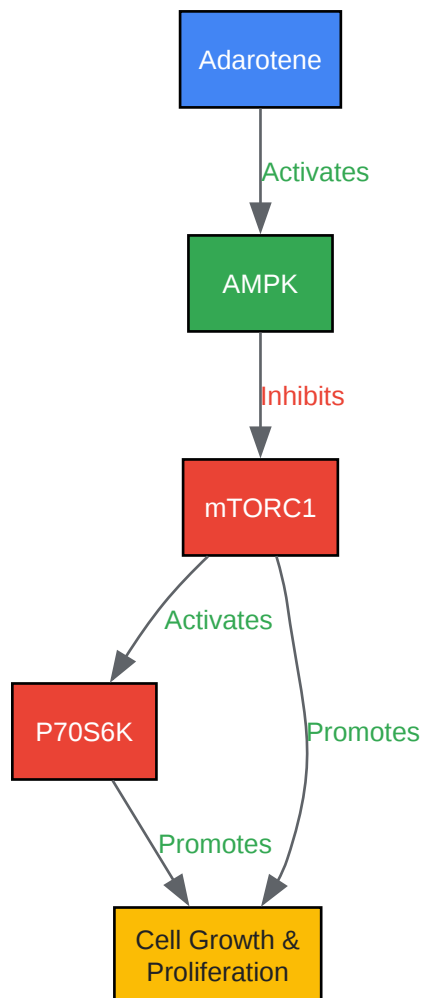 Adarotene
Activates
AMPK
Inhibits
mTORC1
Activates
P70S6K
Promotes
Promotes
Cell Growth &
Proliferation